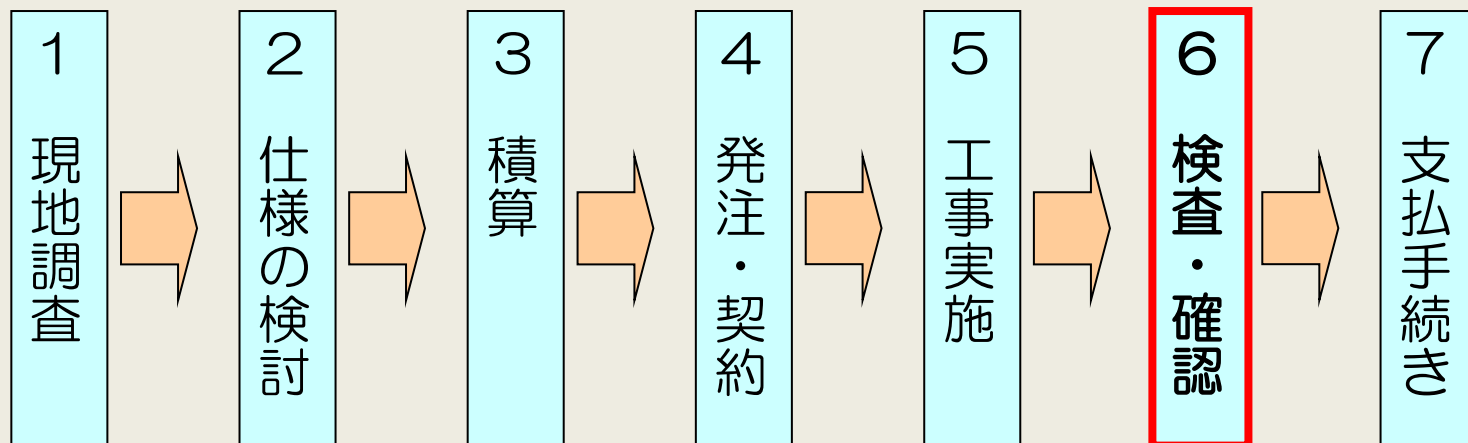 1 現地調査
2 仕様の検討
3 積算
4 発注・契約
5 工事実施
6 検査・確認
7 支払手続き